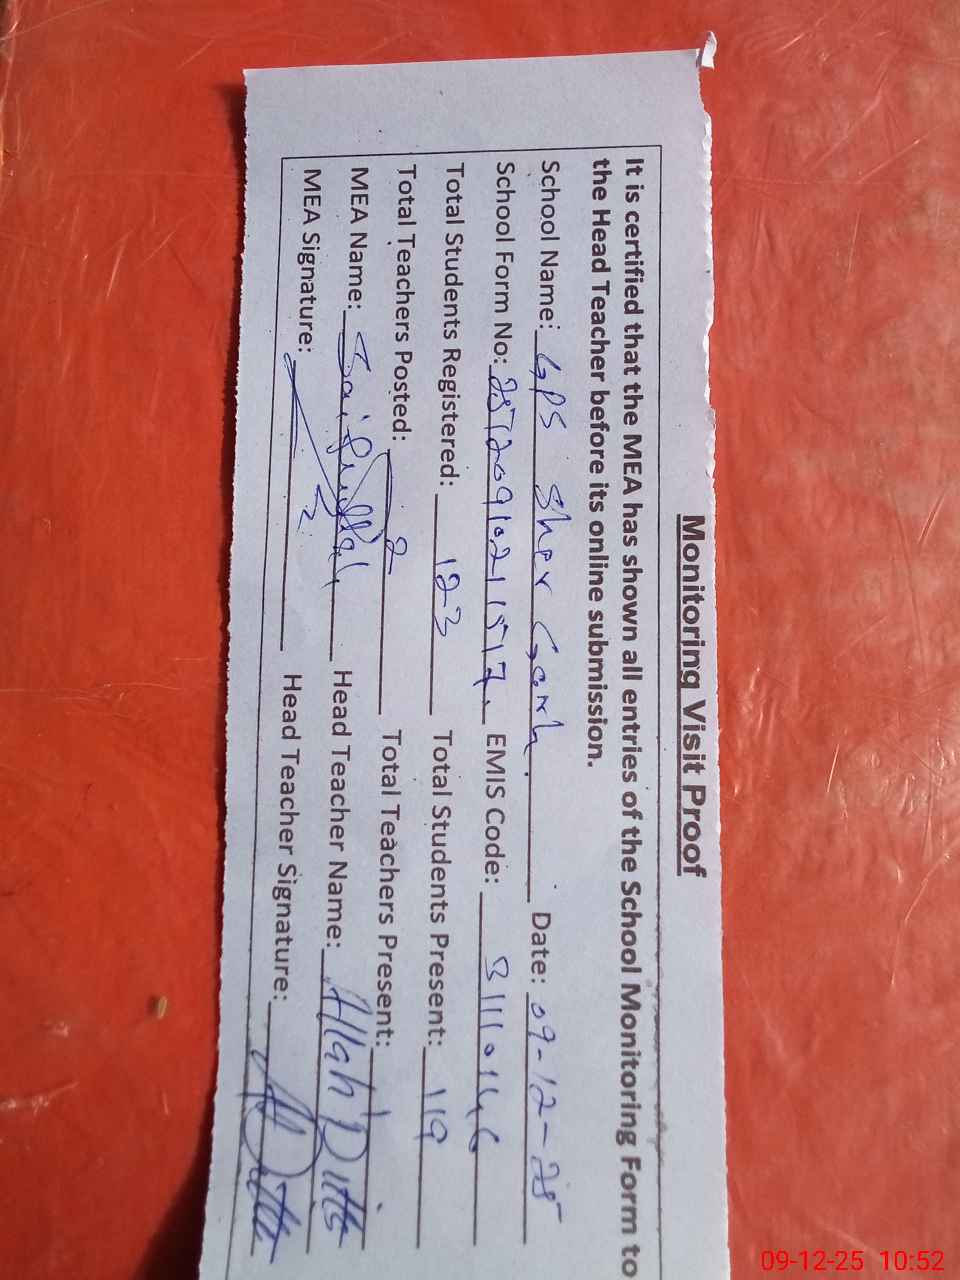 Monitoring Visit Proof
It is certified that the MEA has shown all entries of the School Monitoring Form to
the Head Teacher before its online submission.
School Name: GPS Sher Garh. Date: 09-12-25
School Form No: EMIS Code:
Total Students Registered: 123 Total Students Present: 119
Total Teachers Posted: 2 Total Teachers Present:
MEA Name: Saifullah Head Teacher Name: Allah Ditta
MEA Signature: Head Teacher Signature: A Ditta
09-12-25 10:52